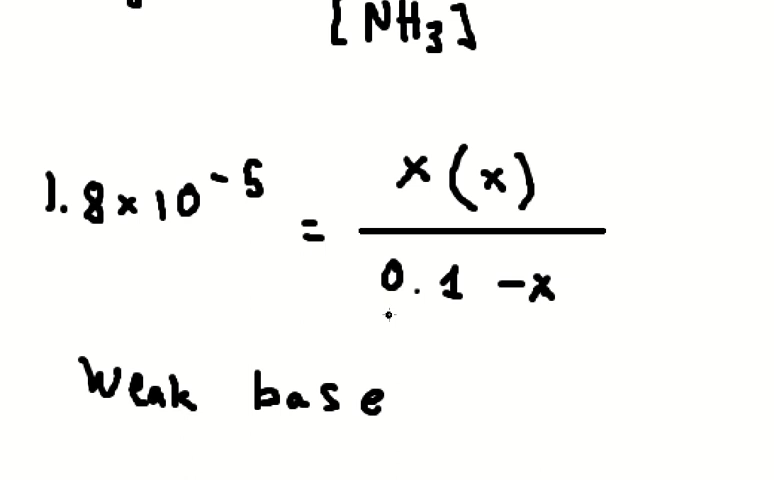 [NH₃]
1.8×10⁻⁵ = x(x)
0.1 -x
Weak base